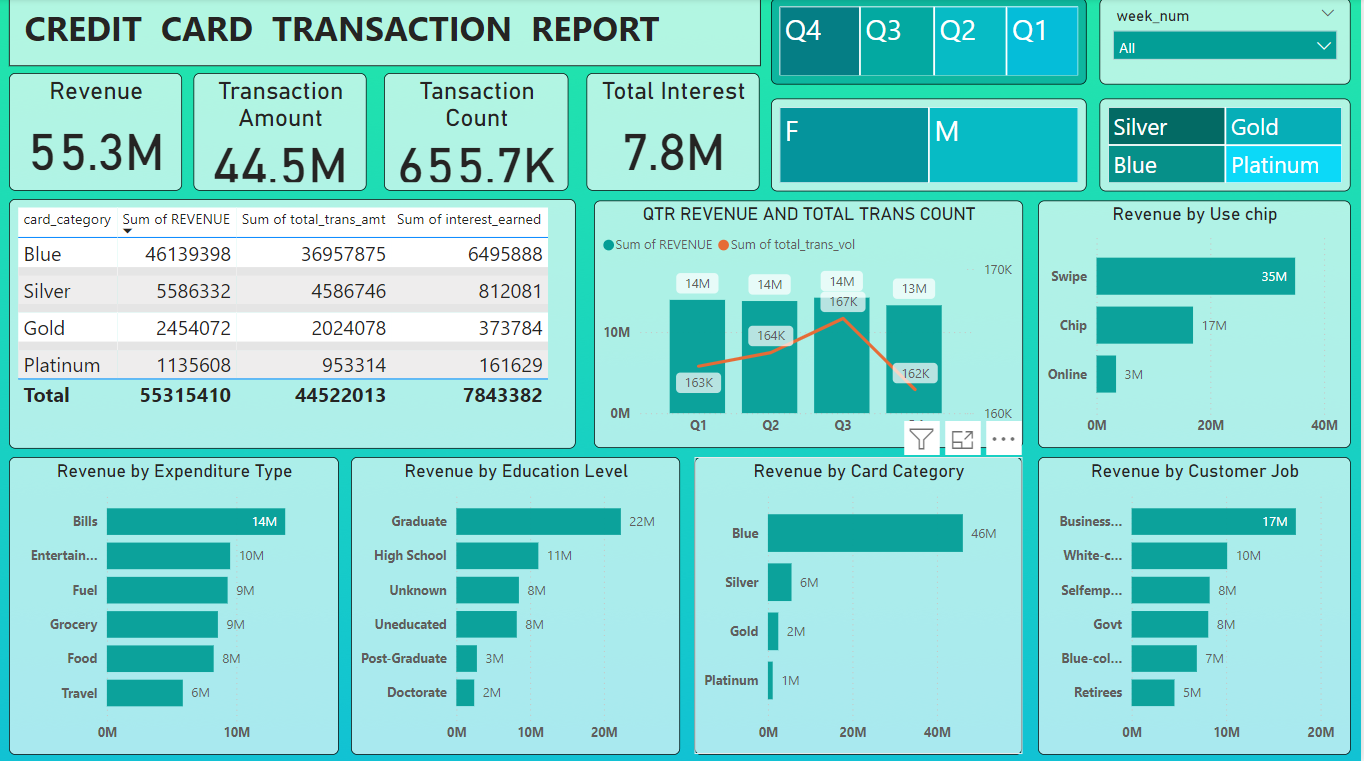 CREDIT CARD TRANSACTION REPORT
Q4
Q3
Q2
Q1
week_num
All
Revenue
55.3M
Transaction
Amount
44.5M
Tansaction
Count
655.7K
Total Interest
7.8M
F
M
Silver
Gold
Blue
Platinum
card_category Sum of REVENUE Sum of total_trans_amt Sum of interest_earned
Blue 46139398 36957875 6495888
Silver 5586332 4586746 812081
Gold 2454072 2024078 373784
Platinum 1135608 953314 161629
Total 55315410 44522013 7843382
QTR REVENUE AND TOTAL TRANS COUNT
Sum of REVENUE Sum of total_trans_vol
170K
14M
14M
14M
13M
167K
10M
164K
163K
162K
0M
160K
Q1
Q2
Q3
Revenue by Use chip
Swipe 35M
Chip 17M
Online 3M
0M 20M 40M
Revenue by Expenditure Type
Bills 14M
Entertain... 10M
Fuel 9M
Grocery 9M
Food 8M
Travel 6M
0M 10M
Revenue by Education Level
Graduate 22M
High School 11M
Unknown 8M
Uneducated 8M
Post-Graduate 3M
Doctorate 2M
0M 10M 20M
Revenue by Card Category
Blue 46M
Silver 6M
Gold 2M
Platinum 1M
0M 20M 40M
Revenue by Customer Job
Business... 17M
White-c... 10M
Selfemp... 8M
Govt 8M
Blue-col... 7M
Retirees 5M
0M 10M 20M